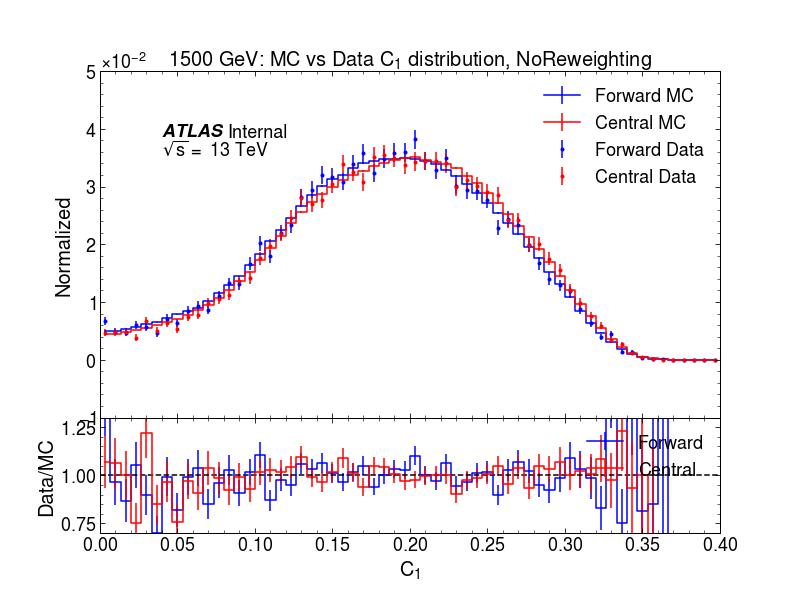 ×10⁻²
1500 GeV: MC vs Data C₁ distribution, NoReweighting
5
4
3
2
1
0
−1
Normalized
ATLAS Internal
√s = 13 TeV
Forward MC
Central MC
Forward Data
Central Data
1.25
1.00
0.75
Data/MC
Forward
Central
0.00 0.05 0.10 0.15 0.20 0.25 0.30 0.35 0.40
C₁